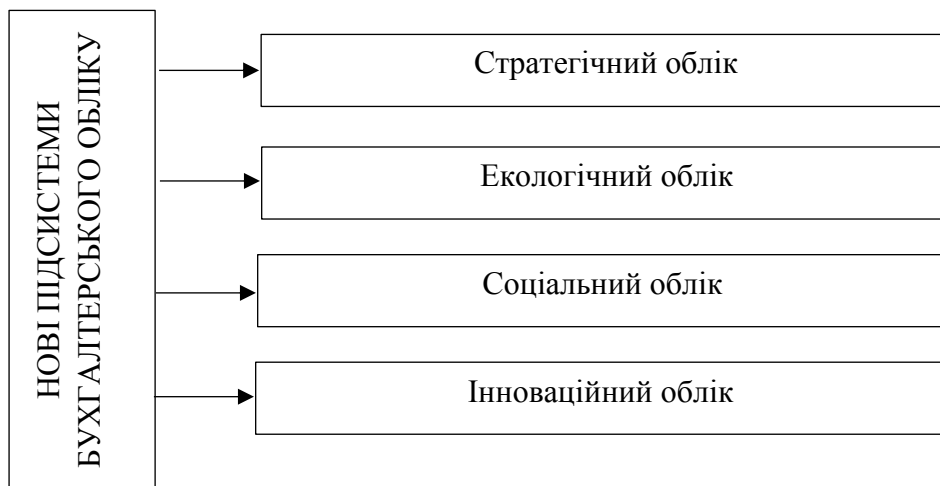 НОВІ ПІДСИСТЕМИ
БУХГАЛТЕРСЬКОГО ОБЛІКУ
Стратегічний облік
Екологічний облік
Соціальний облік
Інноваційний облік